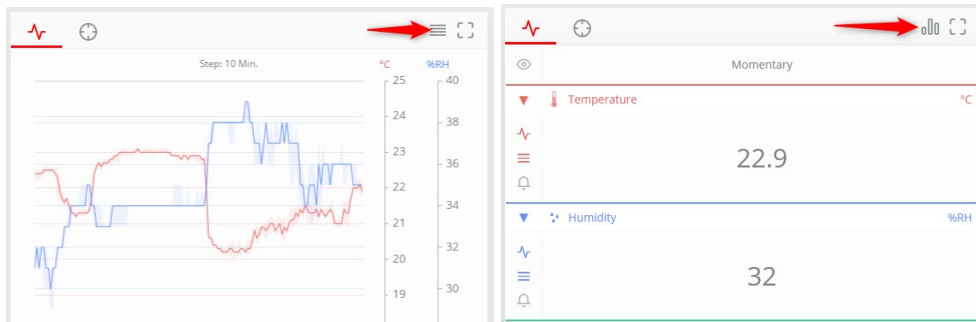 Step: 10 Min.
°C
%RH
25
40
24
38
23
36
22
34
21
32
20
30
19
Momentary
Temperature
°C
22.9
Humidity
%RH
32